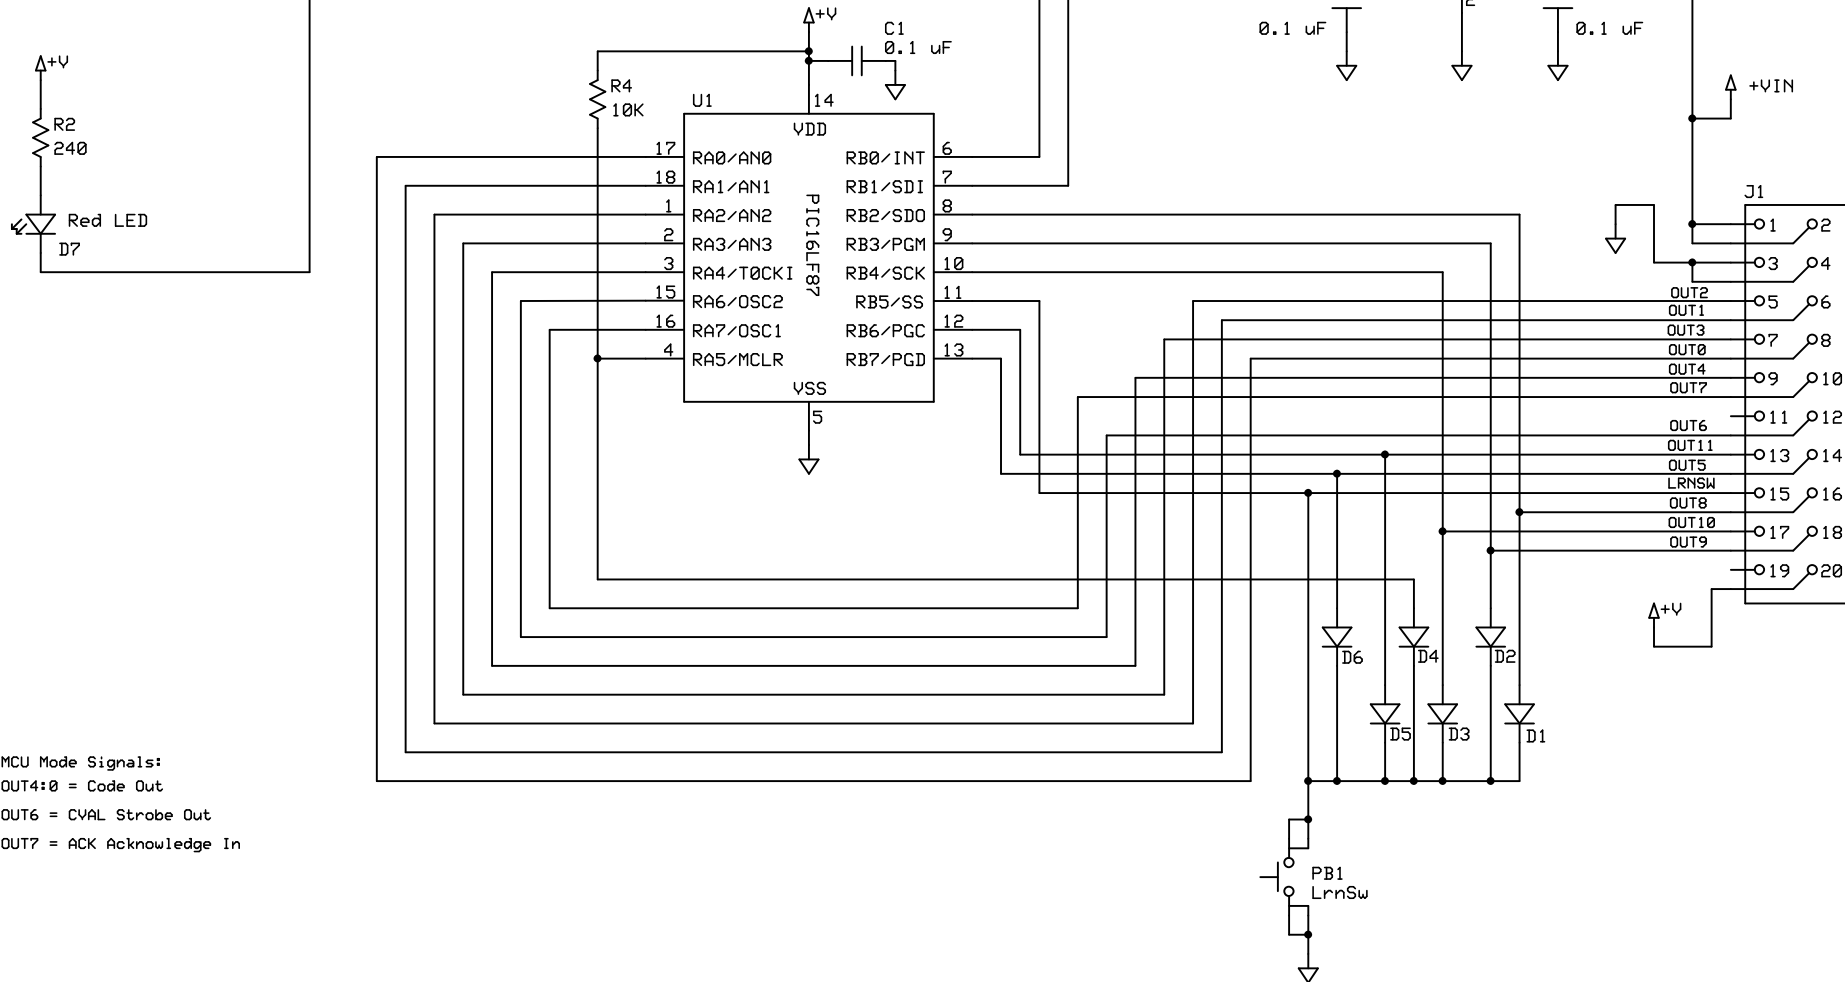 +V
R2
240
Red LED
D7
MCU Mode Signals:
OUT4:0 = Code Out
OUT6 = CVAL Strobe Out
OUT7 = ACK Acknowledge In
+V
C1
0.1 uF
R4
10K
U1
14
VDD
PIC16LF87
17 RA0/AN0
18 RA1/AN1
1 RA2/AN2
2 RA3/AN3
3 RA4/T0CKI
15 RA6/OSC2
16 RA7/OSC1
4 RA5/MCLR
RB0/INT 6
RB1/SDI 7
RB2/SDO 8
RB3/PGM 9
RB4/SCK 10
RB5/SS 11
RB6/PGC 12
RB7/PGD 13
VSS
5
0.1 uF
2
0.1 uF
+VIN
J1
1 2
3 4
OUT2
5 6
OUT1
OUT3
7 8
OUT0
OUT4
9 10
OUT7
11 12
OUT6
OUT11
13 14
OUT5
LRNSW
15 16
OUT8
OUT10
17 18
OUT9
19 20
+V
D6
D4
D2
D5
D3
D1
PB1
LrnSw